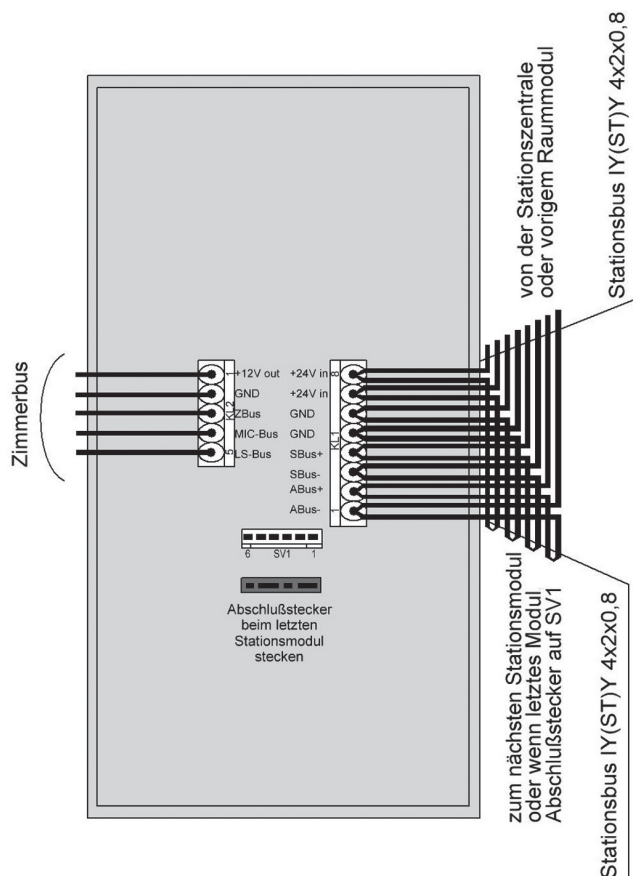 Zimmerbus
1
+12V out
GND
KL2
ZBus
MIC-Bus
5
LS-Bus
+24V in
8
+24V in
GND
GND
KL1
SBus+
SBus-
ABus+
ABus-
1
6
SV1
1
Abschlußstecker
beim letzten
Stationsmodul
stecken
von der Stationszentrale
oder vorigem Raummodul
Stationsbus IY(ST)Y 4x2x0,8
zum nächsten Stationsmodul
oder wenn letztes Modul
Abschlußstecker auf SV1
Stationsbus IY(ST)Y 4x2x0,8